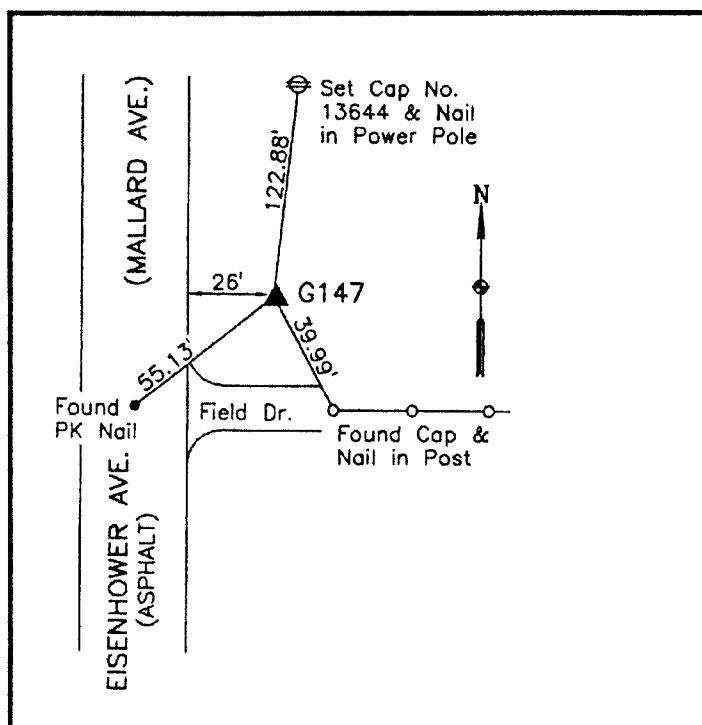 Set Cap No.
13644 & Nail
in Power Pole
(MALLARD AVE.)
122.88'
N
26'
G147
39.99'
55.13'
Found
PK Nail
Field Dr.
Found Cap &
Nail in Post
EISENHOWER AVE.
(ASPHALT)